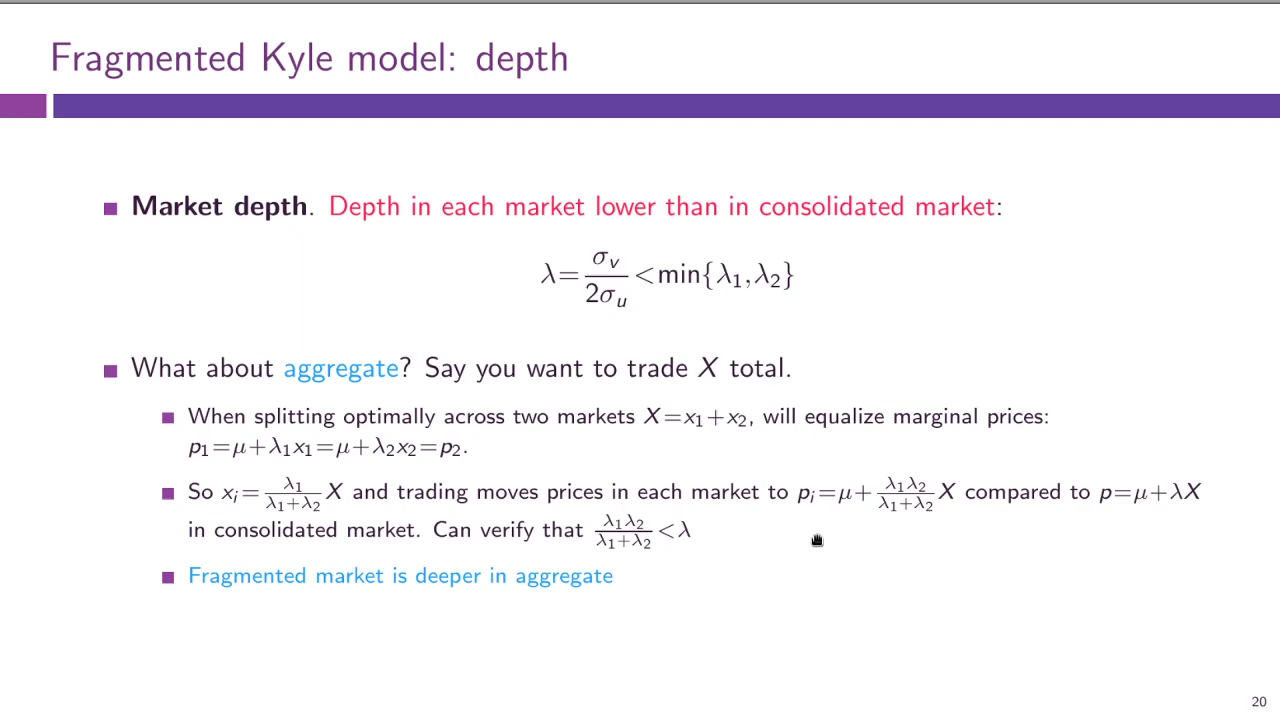 Fragmented Kyle model: depth
Market depth. Depth in each market lower than in consolidated market:
λ = σ_v / 2σ_u < min{λ₁, λ₂}
What about aggregate? Say you want to trade X total.
When splitting optimally across two markets X = x₁ + x₂, will equalize marginal prices:
p₁ = μ + λ₁x₁ = μ + λ₂x₂ = p₂.
So x_i = λ₁/(λ₁+λ₂) X and trading moves prices in each market to p_i = μ + λ₁λ₂/(λ₁+λ₂) X compared to p = μ + λX
in consolidated market. Can verify that λ₁λ₂/(λ₁+λ₂) < λ
Fragmented market is deeper in aggregate
20